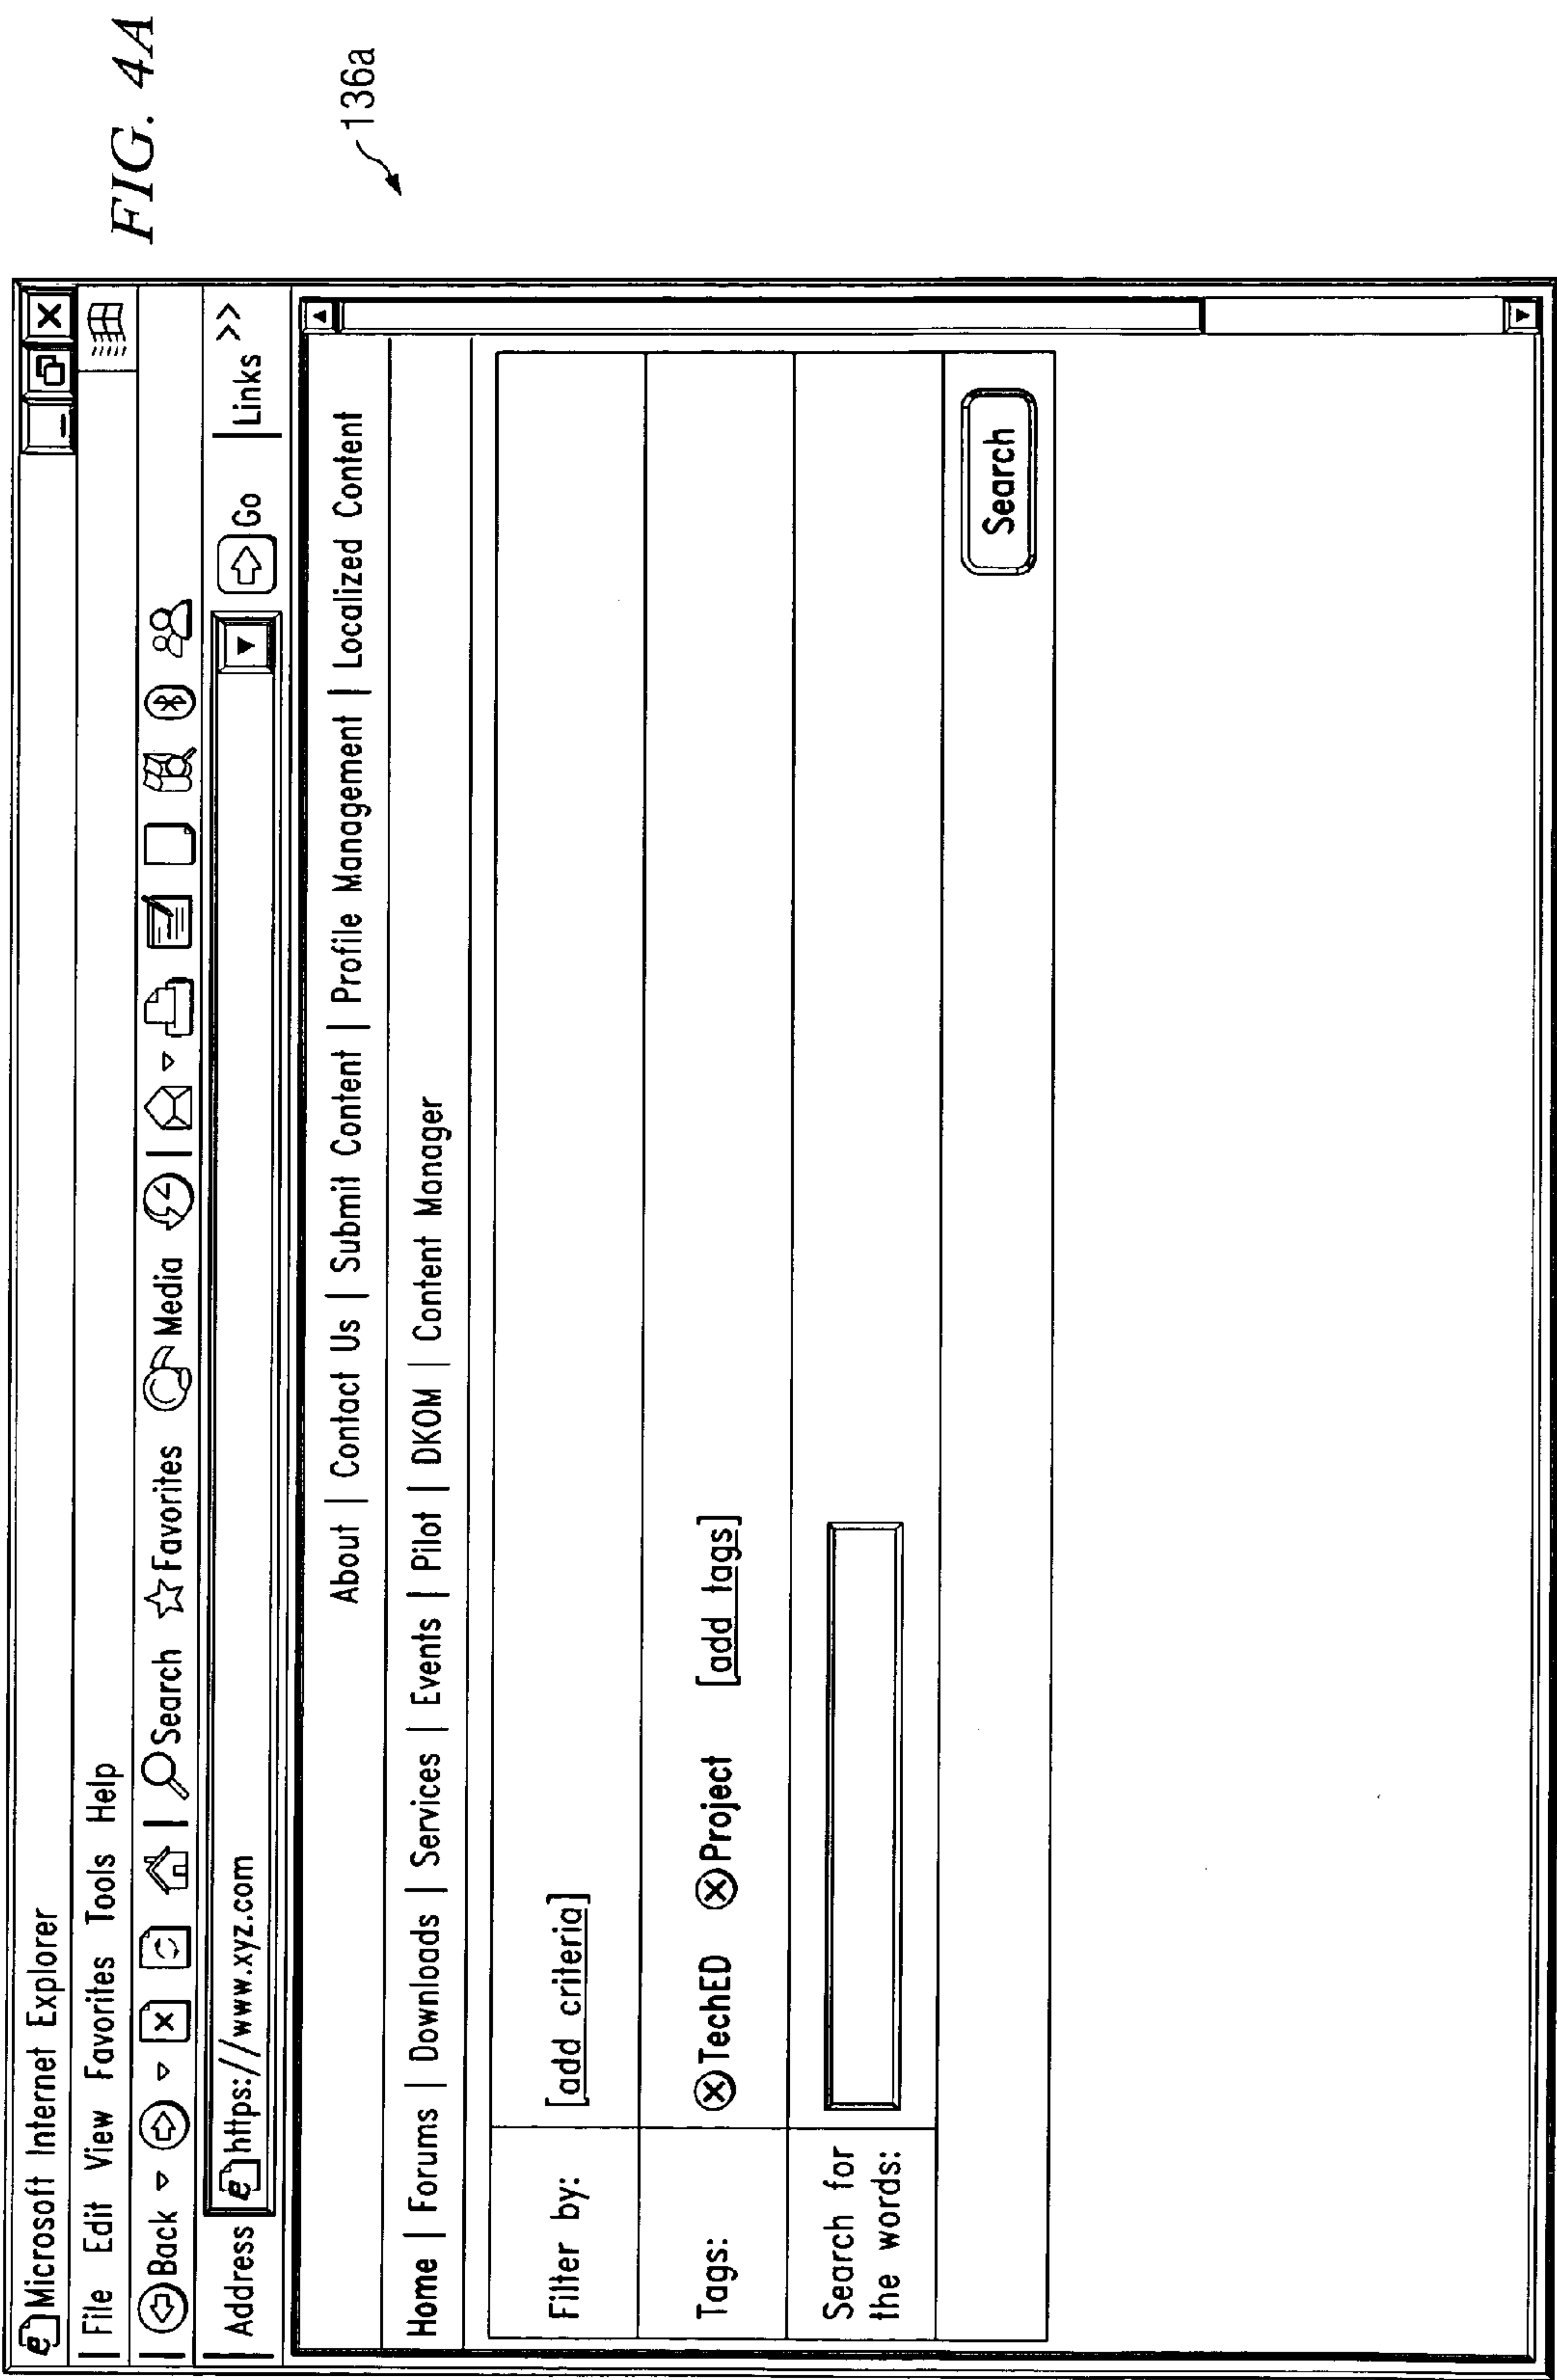 FIG. 4A
136a
Microsoft Internet Explorer
File Edit View Favorites Tools Help
Back Search Favorites Media
Address https://www.xyz.com Go Links >>
About | Contact Us | Submit Content | Profile Management | Localized Content
Home | Forums | Downloads | Services | Events | Pilot | DKOM | Content Manager
Filter by: [add criteria]
Tags: TechED Project [add tags]
Search for
the words:
Search